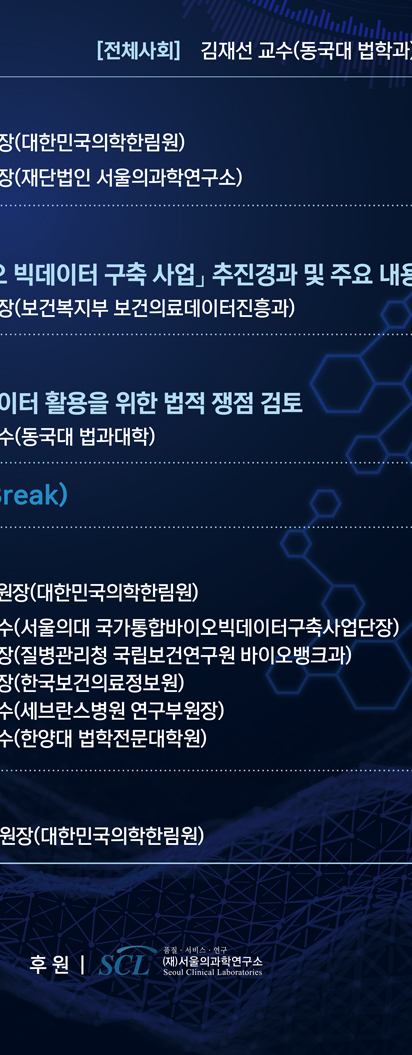 [전체사회] 김재선 교수(동국대 법학과)
장(대한민국의학한림원)
장(재단법인 서울의과학연구소)
오 빅데이터 구축 사업」 추진경과 및 주요 내용
장(보건복지부 보건의료데이터진흥과)
이터 활용을 위한 법적 쟁점 검토
수(동국대 법과대학)
Break)
원장(대한민국의학한림원)
수(서울의대 국가통합바이오빅데이터구축사업단장)
장(질병관리청 국립보건연구원 바이오뱅크과)
장(한국보건의료정보원)
수(세브란스병원 연구부원장)
수(한양대 법학전문대학원)
원장(대한민국의학한림원)
후 원 | SCL
품질 · 서비스 · 연구
(재)서울의과학연구소
Seoul Clinical Laboratories